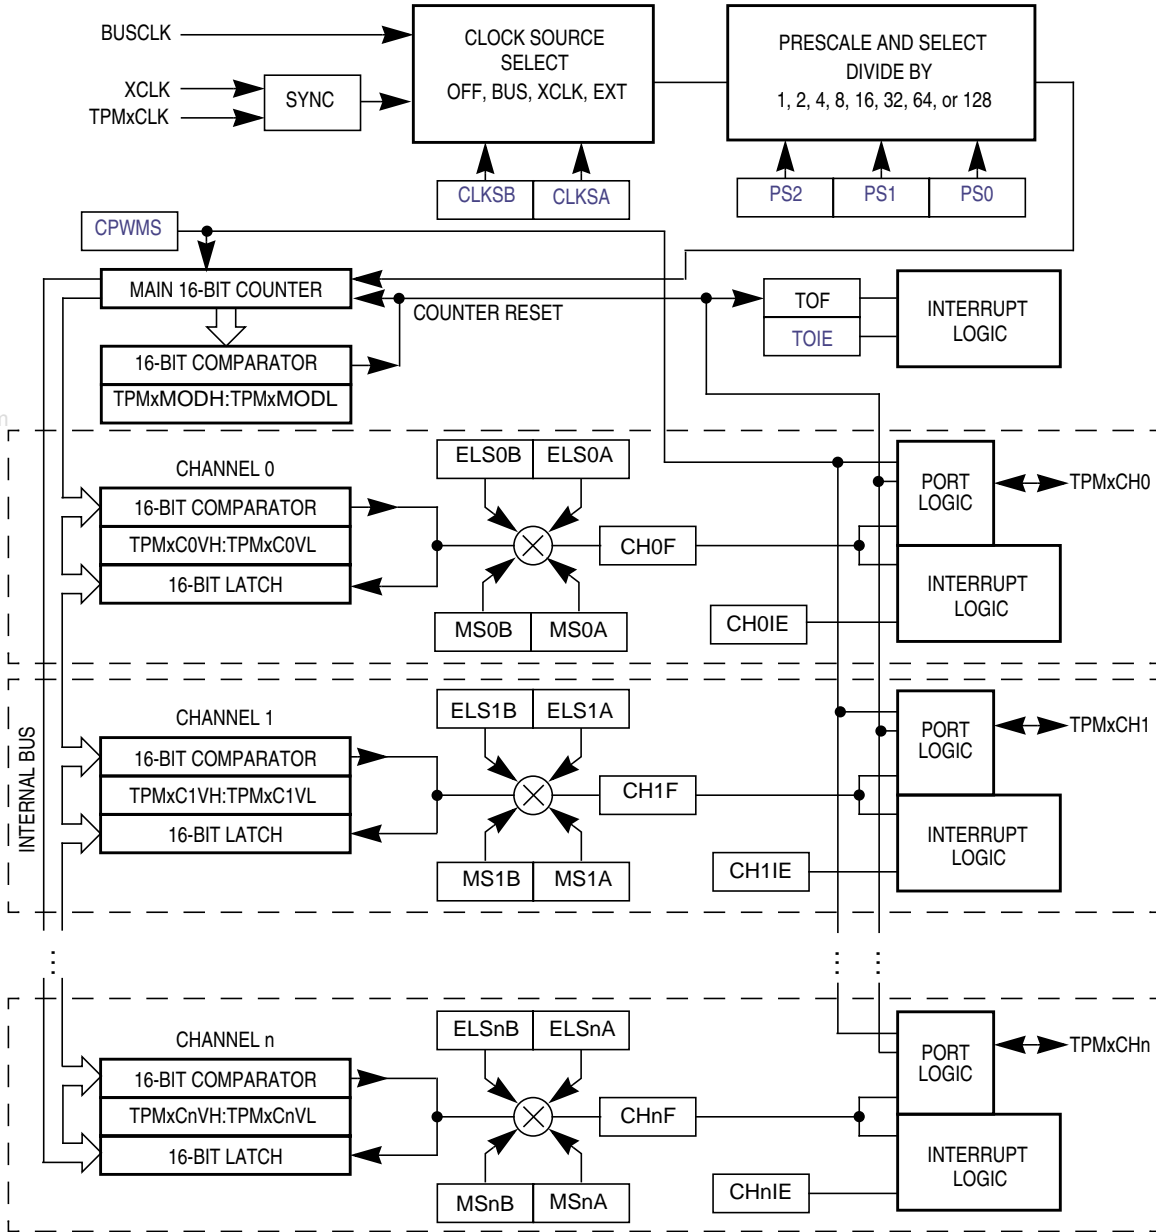 BUSCLK
XCLK
TPMxCLK
SYNC
CLOCK SOURCE
SELECT
OFF, BUS, XCLK, EXT
PRESCALE AND SELECT
DIVIDE BY
1, 2, 4, 8, 16, 32, 64, or 128
CLKSB
CLKSA
PS2
PS1
PS0
CPWMS
MAIN 16-BIT COUNTER
COUNTER RESET
TOF
TOIE
INTERRUPT
LOGIC
16-BIT COMPARATOR
TPMxMODH:TPMxMODL
INTERNAL BUS
CHANNEL 0
16-BIT COMPARATOR
TPMxC0VH:TPMxC0VL
16-BIT LATCH
ELS0B
ELS0A
MS0B
MS0A
CH0F
CH0IE
PORT
LOGIC
INTERRUPT
LOGIC
TPMxCH0
CHANNEL 1
16-BIT COMPARATOR
TPMxC1VH:TPMxC1VL
16-BIT LATCH
ELS1B
ELS1A
MS1B
MS1A
CH1F
CH1IE
PORT
LOGIC
INTERRUPT
LOGIC
TPMxCH1
...
... ...
CHANNEL n
16-BIT COMPARATOR
TPMxCnVH:TPMxCnVL
16-BIT LATCH
ELSnB
ELSnA
MSnB
MSnA
CHnF
CHnIE
PORT
LOGIC
INTERRUPT
LOGIC
TPMxCHn